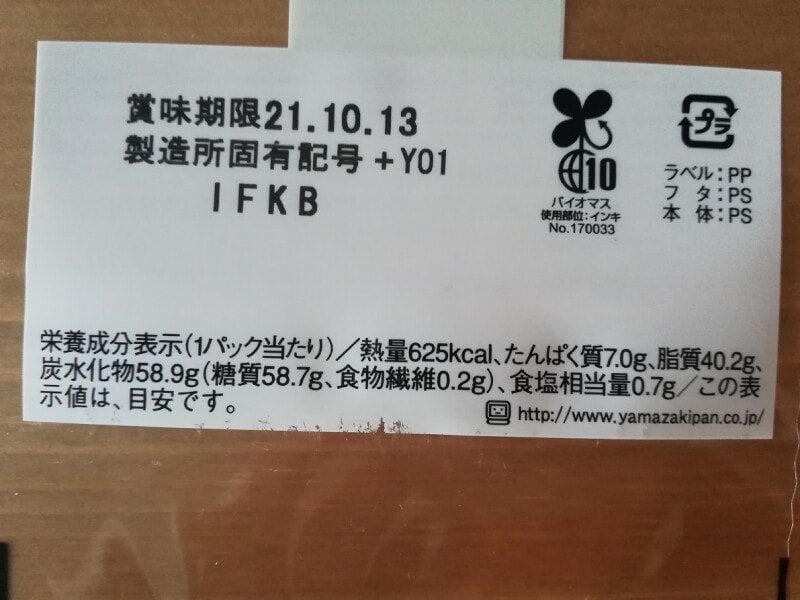 賞味期限21.10.13
製造所固有記号+Y01
IFKB
10
バイオマス
使用部位:インキ
No.170033
プラ
ラベル:PP
フタ:PS
本体:PS
栄養成分表示(1パック当たり)/熱量625kcal、たんぱく質7.0g、脂質40.2g、
炭水化物58.9g(糖質58.7g、食物繊維0.2g)、食塩相当量0.7g/この表
示値は、目安です。
http://www.yamazakipan.co.jp/